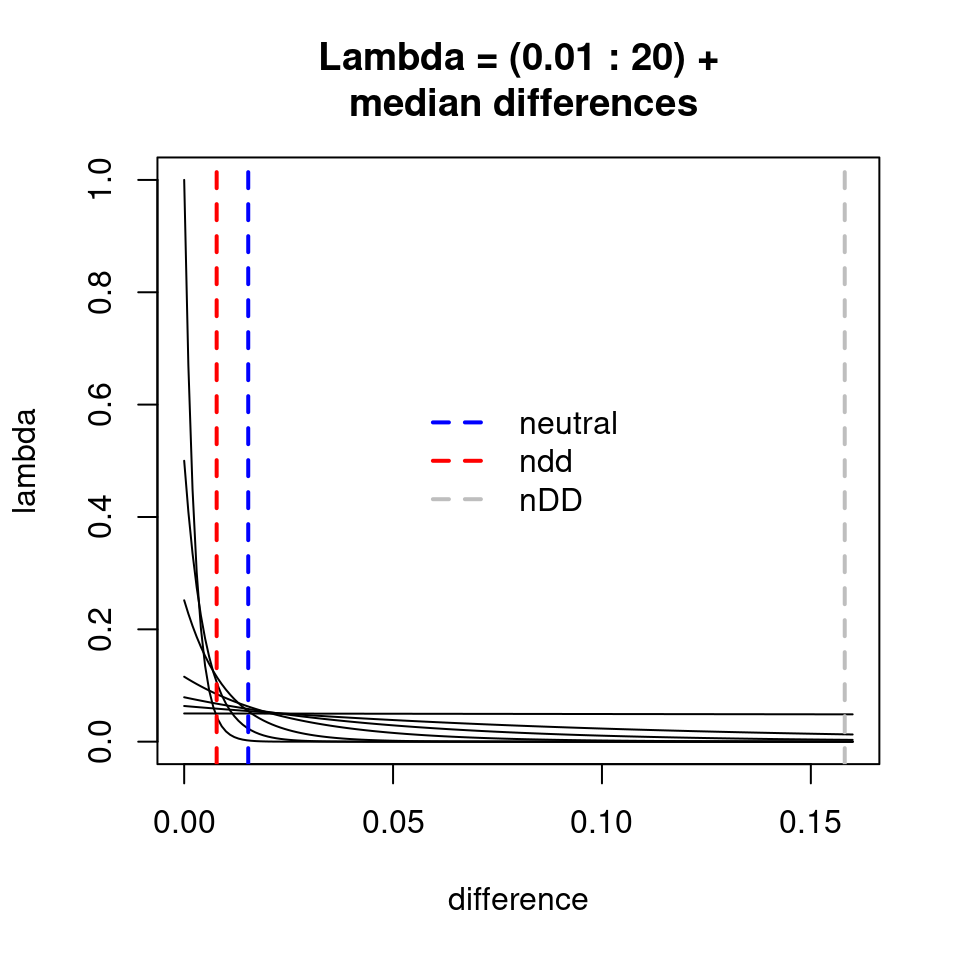 Lambda = (0.01 : 20) +
median differences
lambda
1.0
0.8
0.6
0.4
0.2
0.0
neutral
ndd
nDD
0.00 0.05 0.10 0.15
difference